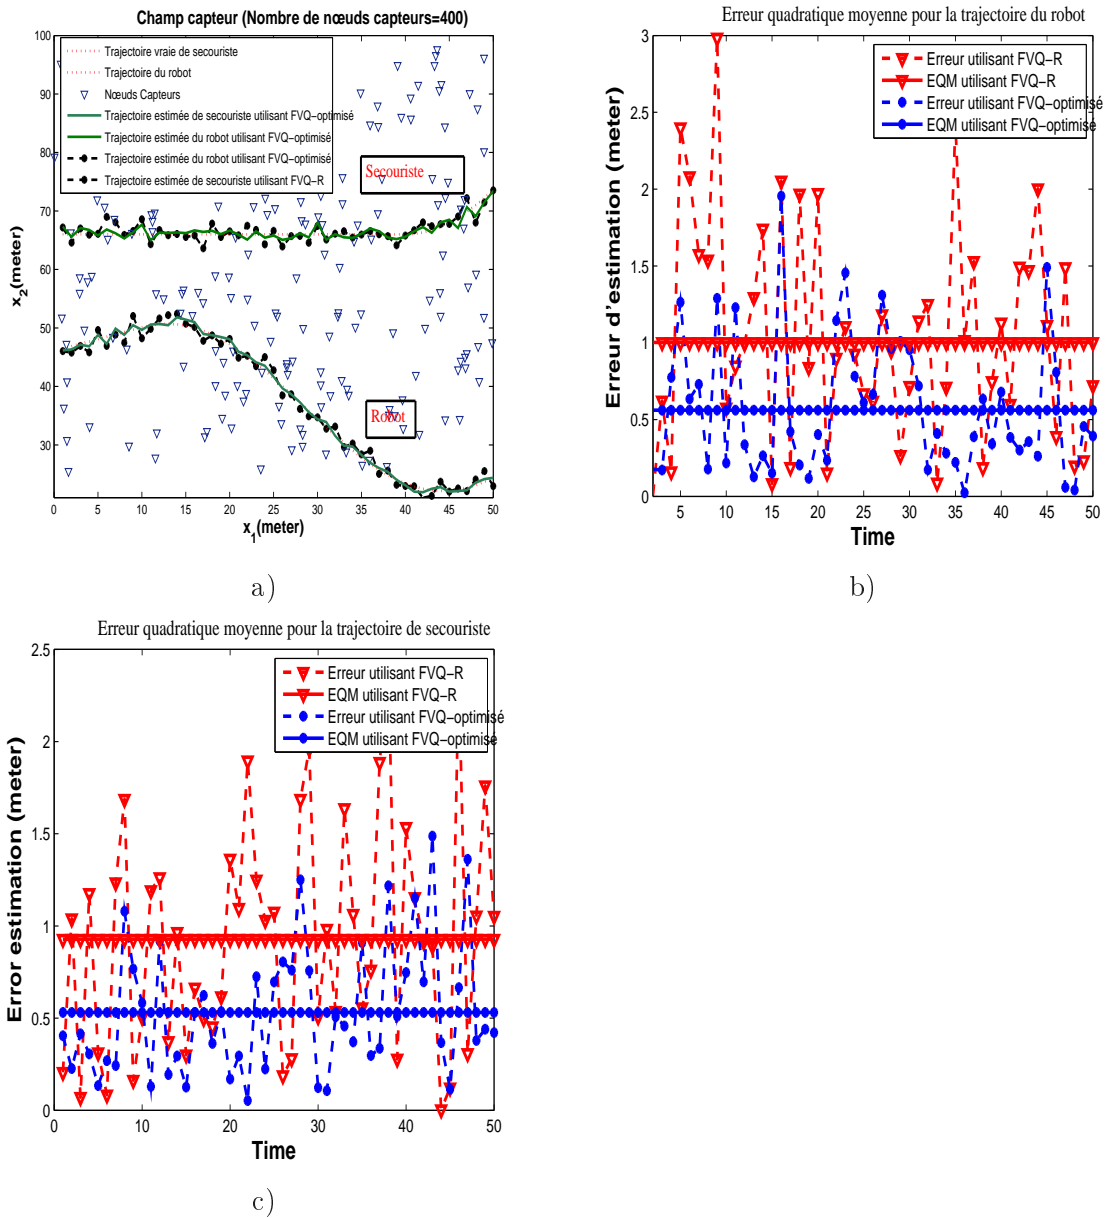 Champ capteur (Nombre de nœuds capteurs=400)
100
90
80
70
60
50
40
30
Trajectoire vraie de secouriste
Trajectoire du robot
Nœuds Capteurs
Trajectoire estimée de secouriste utilisant FVQ-optimisé
Trajectoire estimée du robot utilisant FVQ-optimisé
Trajectoire estimée du robot utilisant FVQ-optimisé
Trajectoire estimée de secouriste utilisant FVQ-R
Secouriste
Robot
x2(meter)
0 5 10 15 20 25 30 35 40 45 50
x1(meter)
a)
Erreur quadratique moyenne pour la trajectoire du robot
3
2.5
2
1.5
1
0.5
0
Erreur utilisant FVQ-R
EQM utilisant FVQ-R
Erreur utilisant FVQ-optimisé
EQM utilisant FVQ-optimisé
Erreur d'estimation (meter)
5 10 15 20 25 30 35 40 45 50
Time
b)
Erreur quadratique moyenne pour la trajectoire de secouriste
2.5
2
1.5
1
0.5
0
Erreur utilisant FVQ-R
EQM utilisant FVQ-R
Erreur utilisant FVQ-optimisé
EQM utilisant FVQ-optimisé
Error estimation (meter)
0 10 20 30 40 50
Time
c)